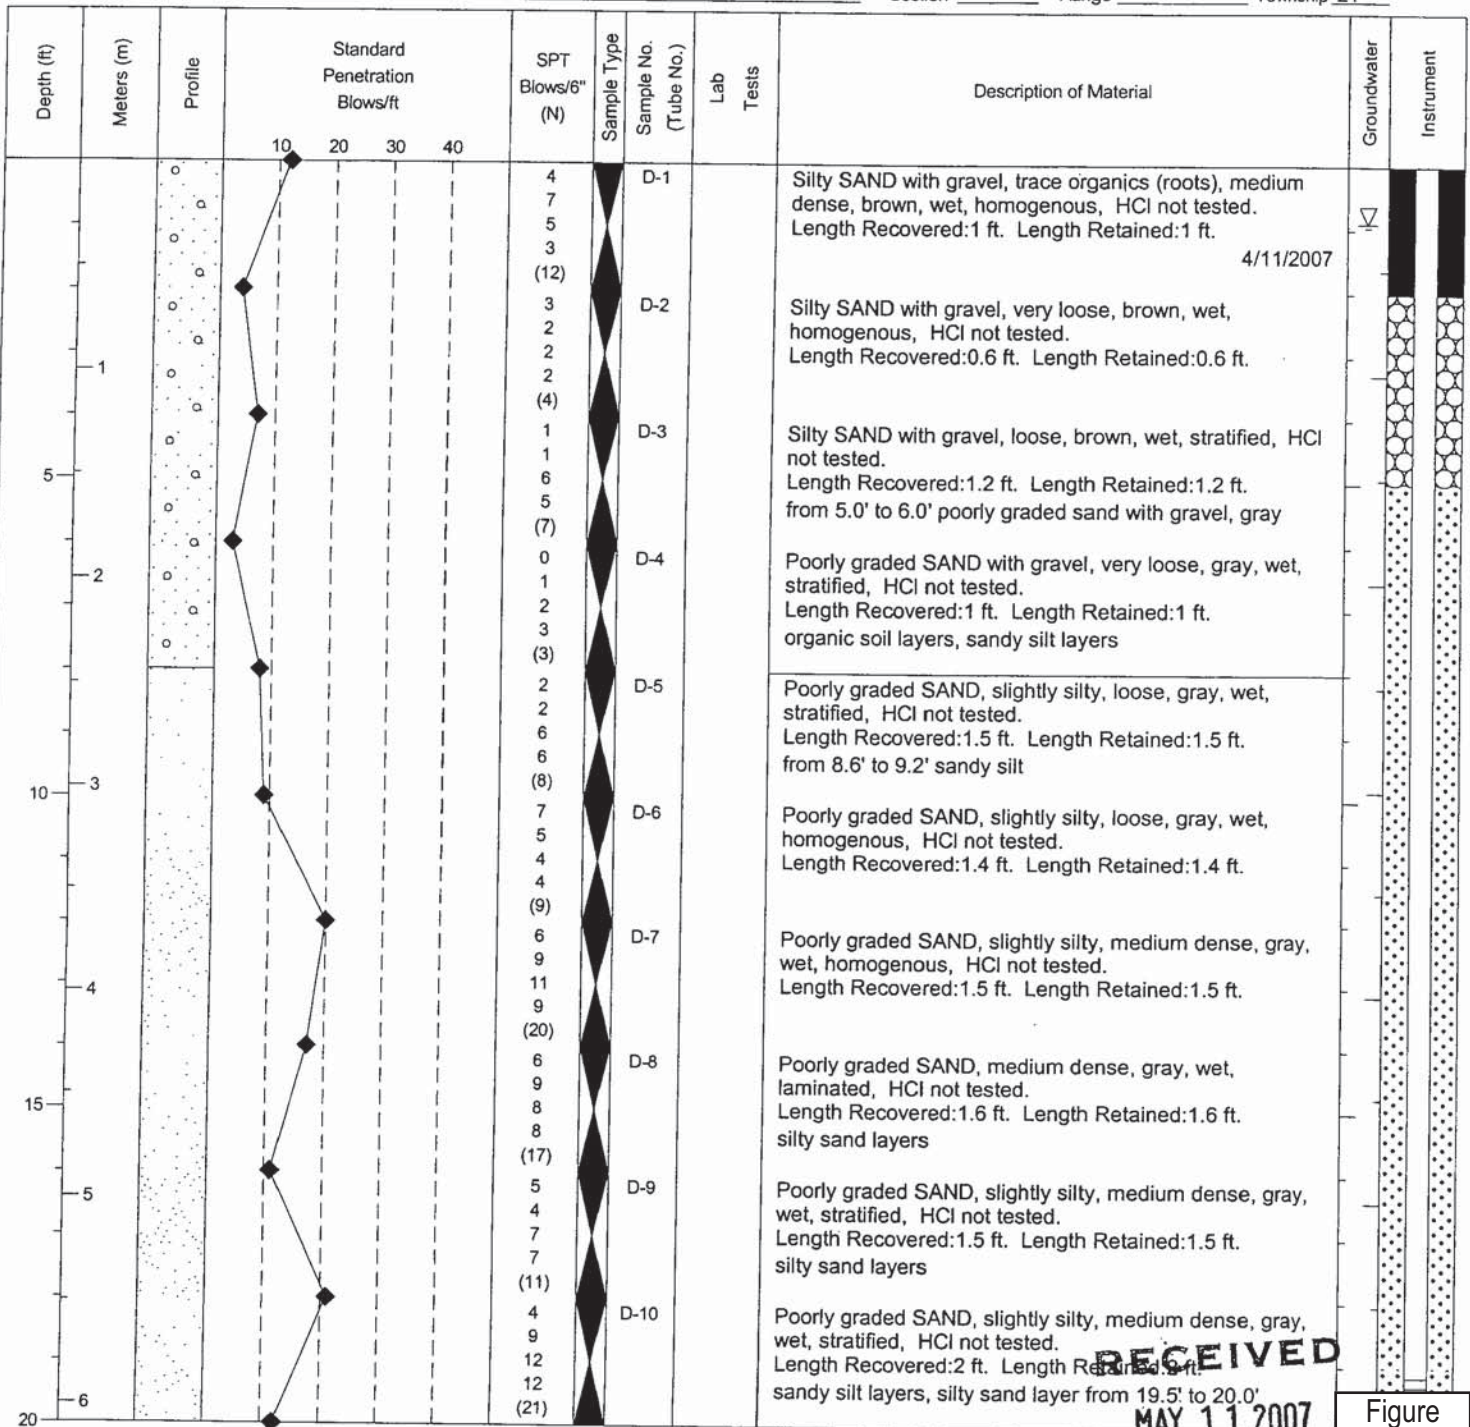 Township 21
Depth (ft)
Meters (m)
Profile
Standard
Penetration
Blows/ft
10 20 30 40
SPT
Blows/6"
(N)
Sample Type
Sample No.
(Tube No.)
Lab
Tests
Description of Material
Groundwater
Instrument
4
7
5
3
(12)
D-1
Silty SAND with gravel, trace organics (roots), medium
dense, brown, wet, homogenous, HCl not tested.
Length Recovered:1 ft. Length Retained:1 ft.
4/11/2007
3
2
2
2
(4)
D-2
Silty SAND with gravel, very loose, brown, wet,
homogenous, HCl not tested.
Length Recovered:0.6 ft. Length Retained:0.6 ft.
1
1
1
6
5
(7)
D-3
Silty SAND with gravel, loose, brown, wet, stratified, HCl
not tested.
Length Recovered:1.2 ft. Length Retained:1.2 ft.
from 5.0' to 6.0' poorly graded sand with gravel, gray
5
2
0
1
2
3
(3)
D-4
Poorly graded SAND with gravel, very loose, gray, wet,
stratified, HCl not tested.
Length Recovered:1 ft. Length Retained:1 ft.
organic soil layers, sandy silt layers
2
2
6
6
(8)
D-5
Poorly graded SAND, slightly silty, loose, gray, wet,
stratified, HCl not tested.
Length Recovered:1.5 ft. Length Retained:1.5 ft.
from 8.6' to 9.2' sandy silt
10
3
7
5
4
4
(9)
D-6
Poorly graded SAND, slightly silty, loose, gray, wet,
homogenous, HCl not tested.
Length Recovered:1.4 ft. Length Retained:1.4 ft.
6
9
11
9
(20)
D-7
Poorly graded SAND, slightly silty, medium dense, gray,
wet, homogenous, HCl not tested.
Length Recovered:1.5 ft. Length Retained:1.5 ft.
4
6
9
8
8
(17)
D-8
Poorly graded SAND, medium dense, gray, wet,
laminated, HCl not tested.
Length Recovered:1.6 ft. Length Retained:1.6 ft.
silty sand layers
15
5
5
4
7
7
(11)
D-9
Poorly graded SAND, slightly silty, medium dense, gray,
wet, stratified, HCl not tested.
Length Recovered:1.5 ft. Length Retained:1.5 ft.
silty sand layers
4
9
12
12
(21)
D-10
Poorly graded SAND, slightly silty, medium dense, gray,
wet, stratified, HCl not tested.
Length Recovered:2 ft. Length
sandy silt layers, silty sand layer from 19.5' to 20.0'
6
20
RECEIVED
MAY 11 2007
Figure